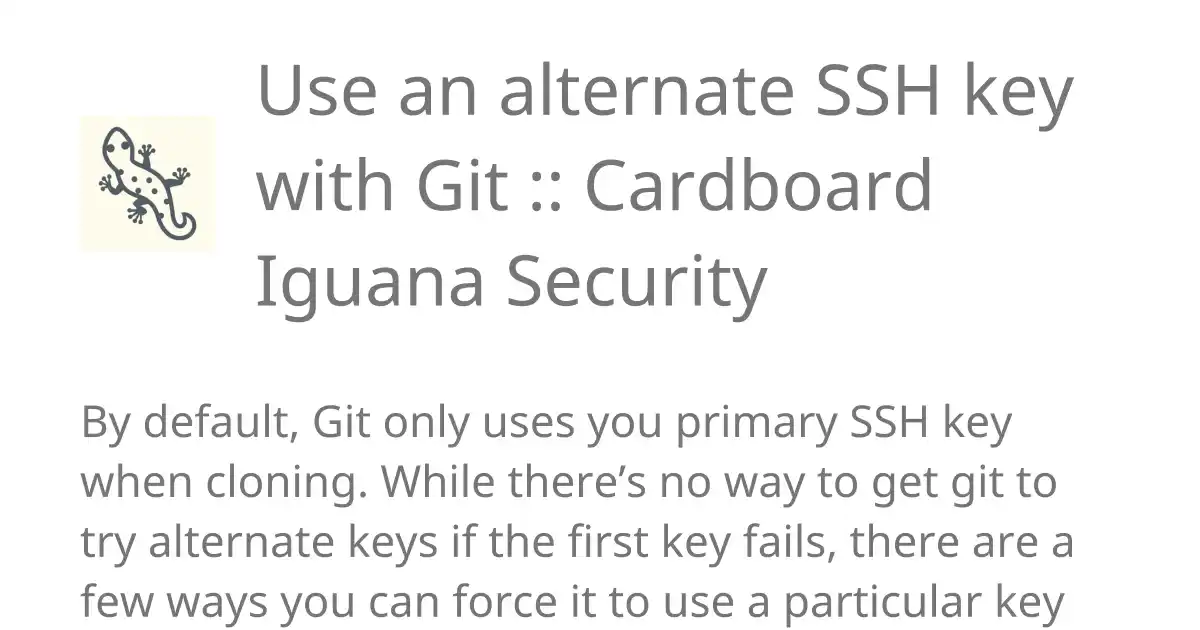 Use an alternate SSH key
with Git :: Cardboard
Iguana Security
By default, Git only uses you primary SSH key
when cloning. While there’s no way to get git to
try alternate keys if the first key fails, there are a
few ways you can force it to use a particular key